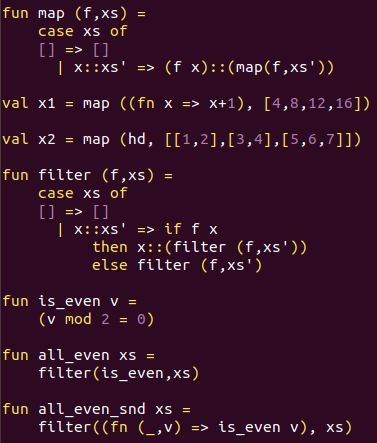 fun map (f,xs) =
    case xs of
	[] => []
      | x::xs' => (f x)::(map(f,xs'))

val x1 = map ((fn x => x+1), [4,8,12,16])

val x2 = map (hd, [[1,2],[3,4],[5,6,7]])

fun filter (f,xs) =
    case xs of
	[] => []
      | x::xs' => if f x
		  then x::(filter (f,xs'))
		  else filter (f,xs')

fun is_even v =
    (v mod 2 = 0)

fun all_even xs =
    filter(is_even,xs)

fun all_even_snd xs =
    filter((fn (_,v) => is_even v), xs)